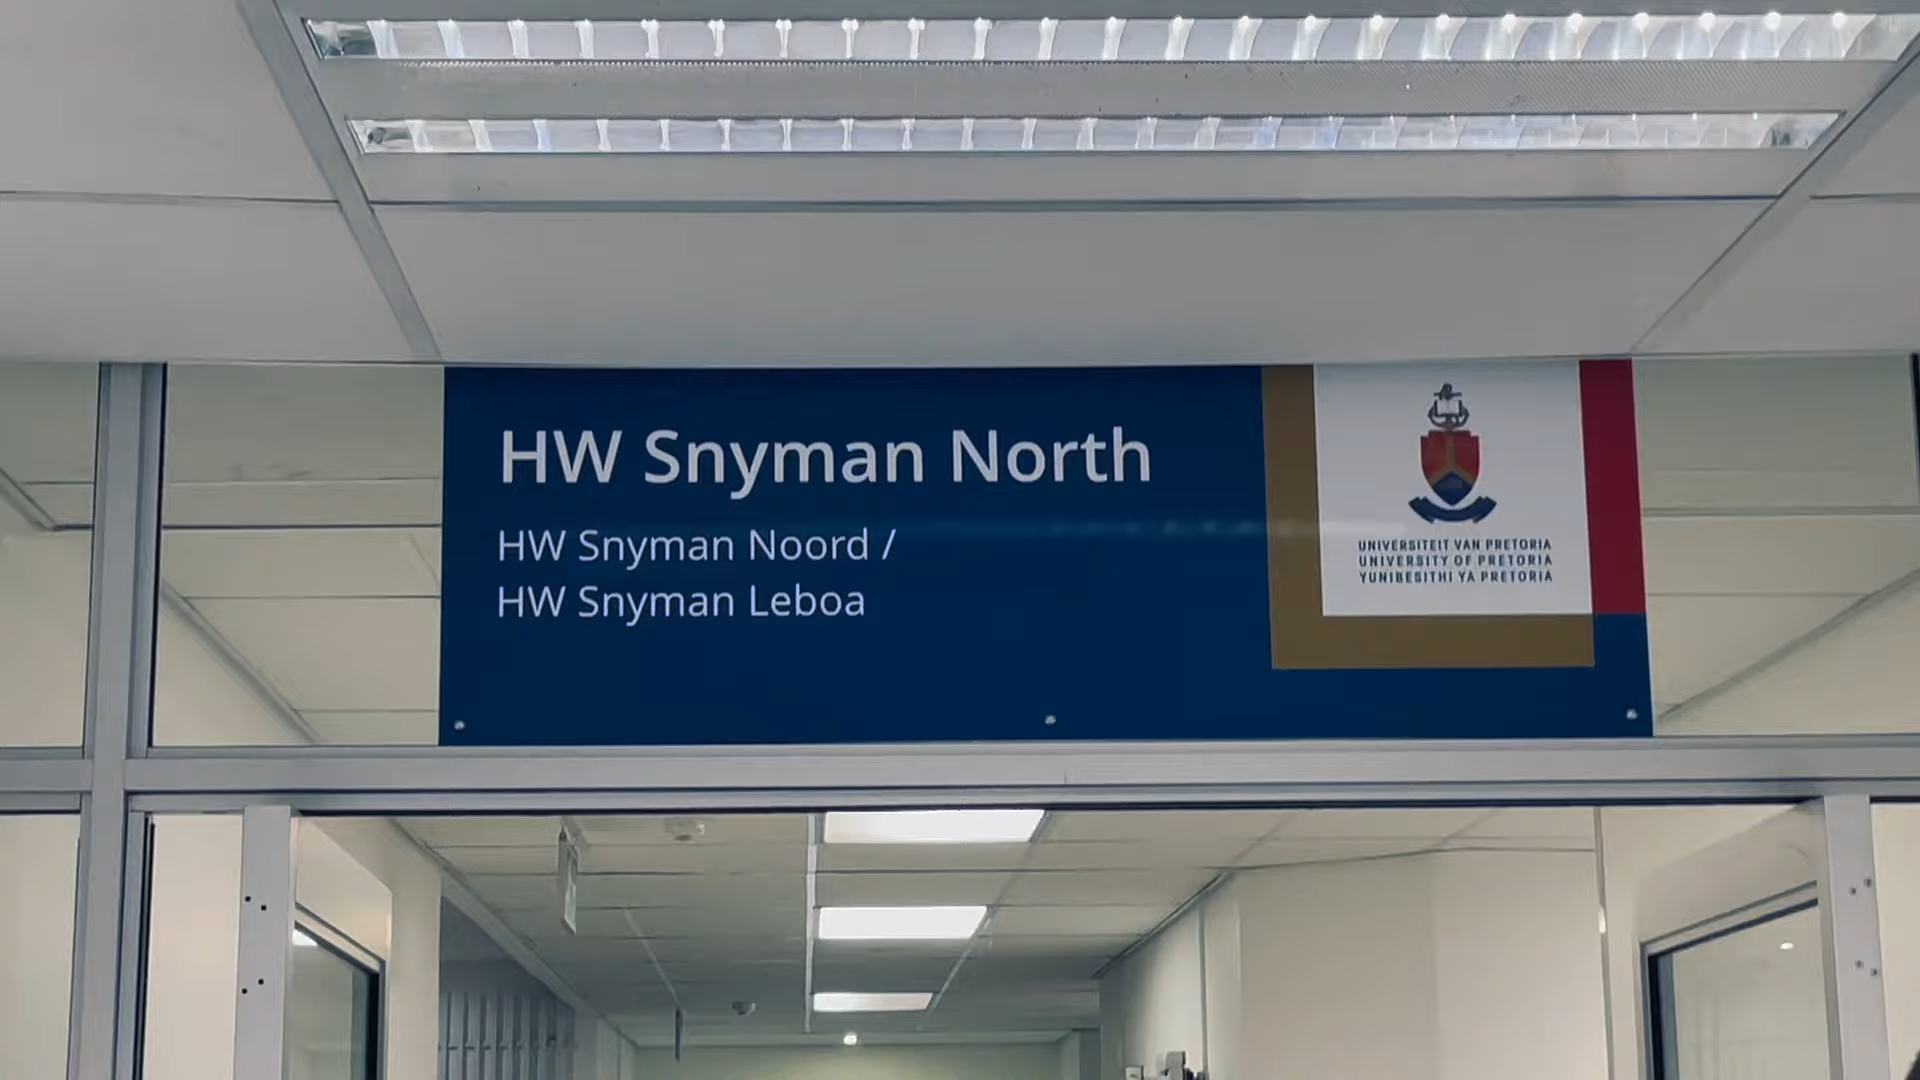 HW Snyman North
HW Snyman Noord /
HW Snyman Leboa
UNIVERSITEIT VAN PRETORIA
UNIVERSITY OF PRETORIA
YUNIBESITHI YA PRETORIA